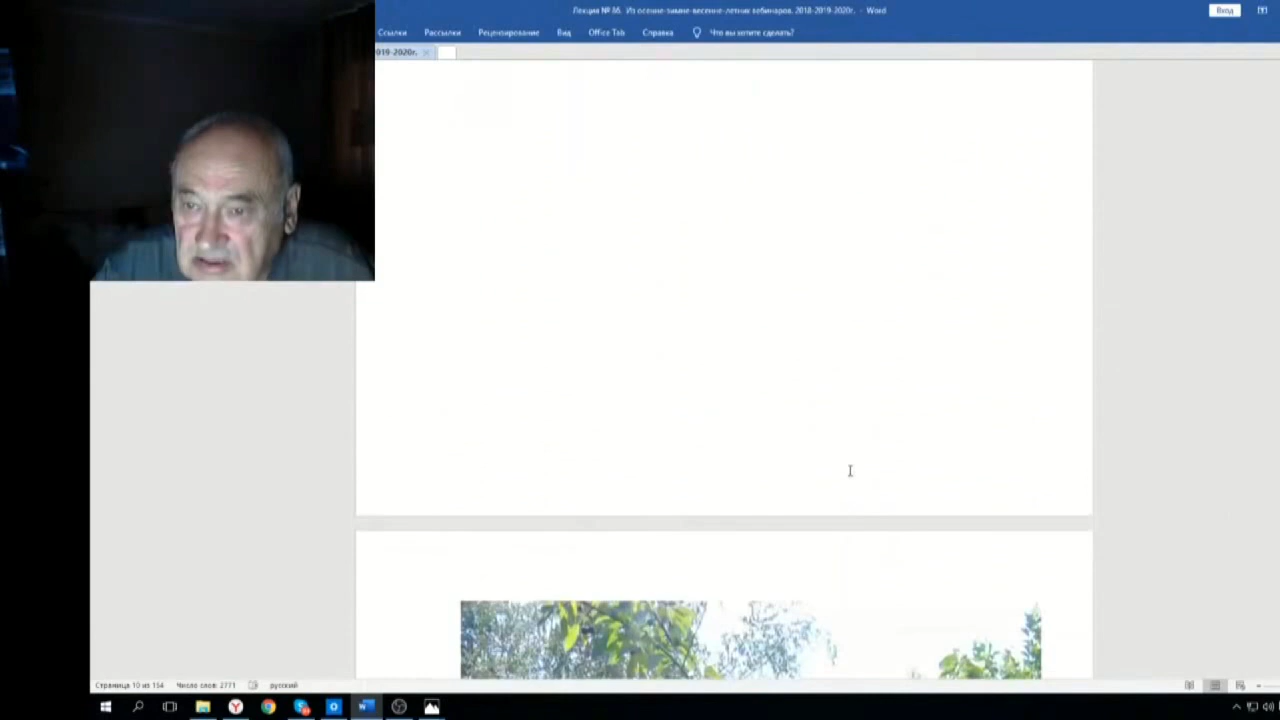 Лекция № 86. Из осенне-зимне-весенне-летних вебинаров. 2018-2019-2020г. - Word
Вход
Ссылки Рассылки Рецензирование Вид Office Tab Справка Что вы хотите сделать?
019-2020г.
Страница 10 из 154 Число слов: 2771 русский